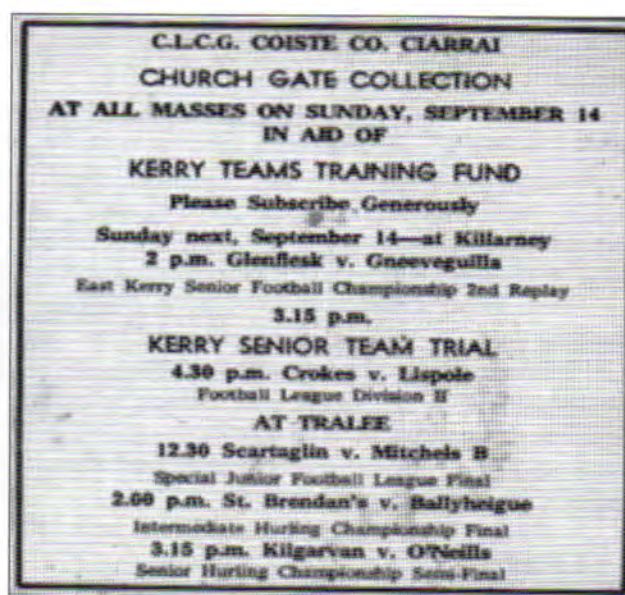 C.L.C.G. COISTE CO. CIARRAI
CHURCH GATE COLLECTION
AT ALL MASSES ON SUNDAY, SEPTEMBER 14
IN AID OF
KERRY TEAMS TRAINING FUND
Please Subscribe Generously
Sunday next, September 14—at Killarney
2 p.m. Glenflesk v. Gneeveguilla
East Kerry Senior Football Championship 2nd Replay
3.15 p.m.
KERRY SENIOR TEAM TRIAL
4.30 p.m. Crokes v. Lispole
Football League Division II
AT TRALEE
12.30 Scartaglin v. Mitchels B
Special Junior Football League Final
2.00 p.m. St. Brendan's v. Ballyheigue
Intermediate Hurling Championship Final
3.15 p.m. Kilgarvan v. O'Neills
Senior Hurling Championship Semi-Final